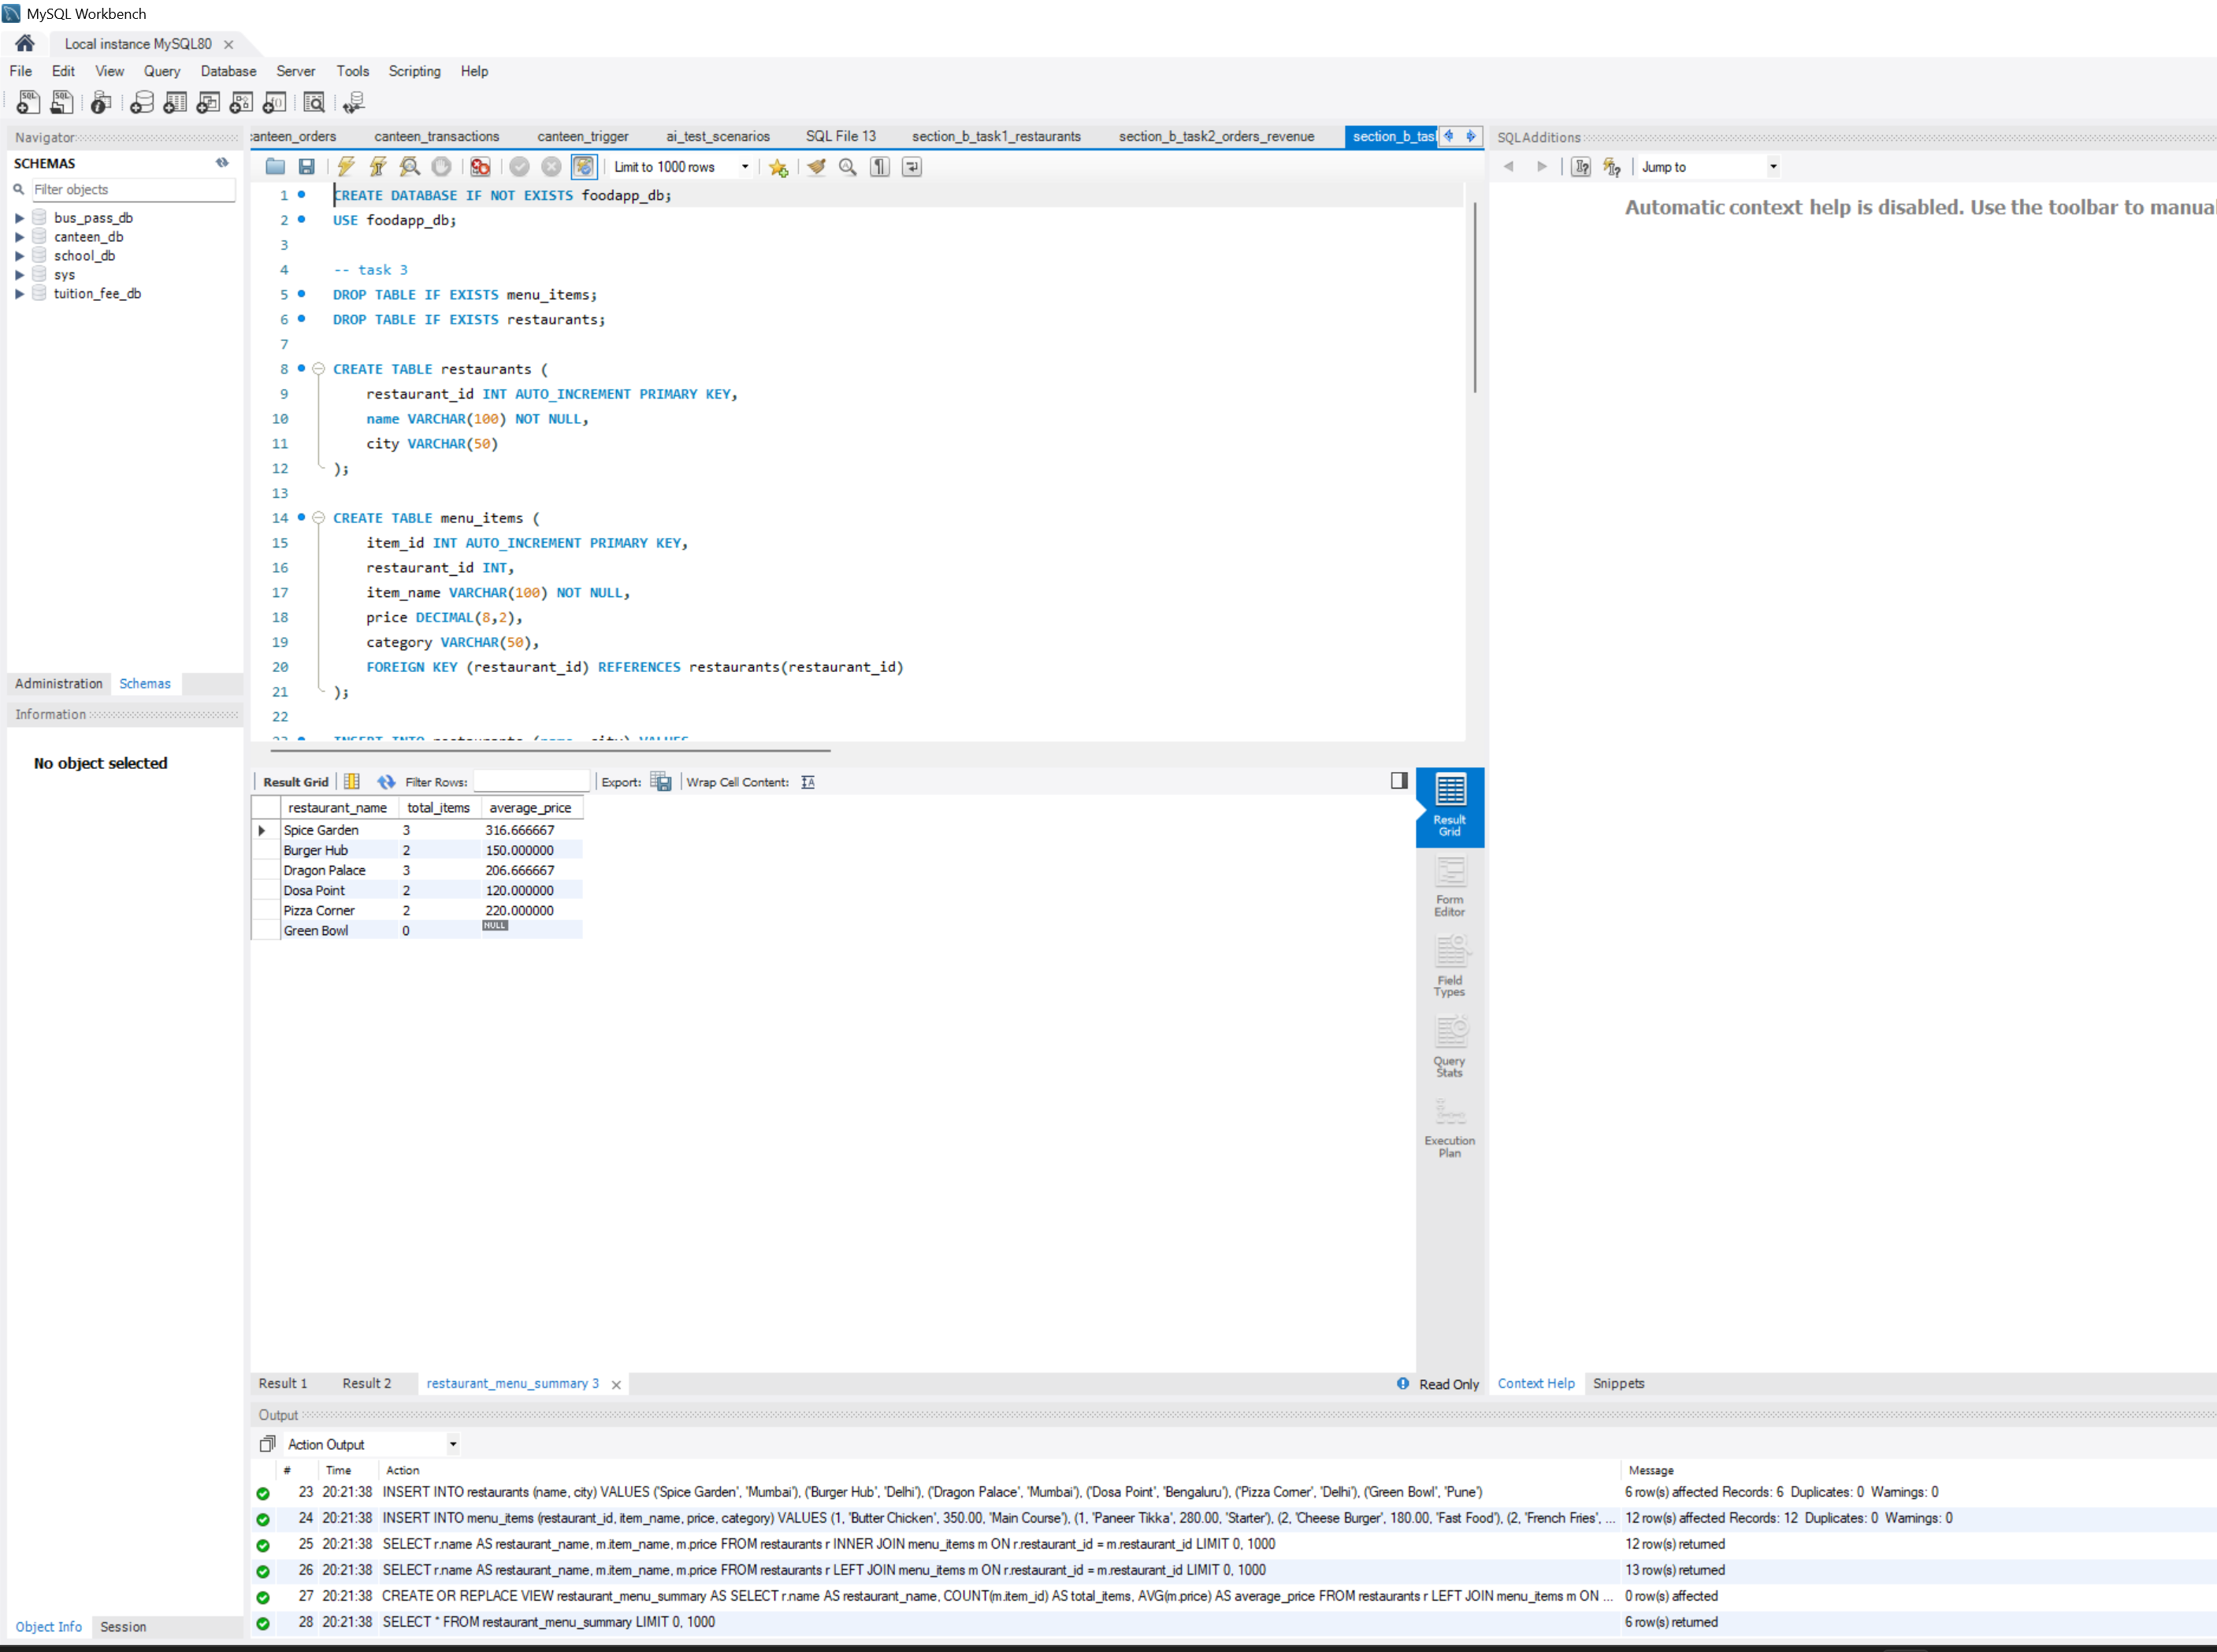 MySQL Workbench
Local instance MySQL80
File Edit View Query Database Server Tools Scripting Help
Navigator
SCHEMAS
Filter objects
bus_pass_db
canteen_db
school_db
sys
tuition_fee_db
Administration Schemas
Information
No object selected
Object Info Session
canteen_orders canteen_transactions canteen_trigger ai_test_scenarios SQL File 13 section_b_task1_restaurants section_b_task2_orders_revenue section_b_task
Limit to 1000 rows
1 CREATE DATABASE IF NOT EXISTS foodapp_db;
2 USE foodapp_db;
3
4 -- task 3
5 DROP TABLE IF EXISTS menu_items;
6 DROP TABLE IF EXISTS restaurants;
7
8 CREATE TABLE restaurants (
9 restaurant_id INT AUTO_INCREMENT PRIMARY KEY,
10 name VARCHAR(100) NOT NULL,
11 city VARCHAR(50)
12 );
13
14 CREATE TABLE menu_items (
15 item_id INT AUTO_INCREMENT PRIMARY KEY,
16 restaurant_id INT,
17 item_name VARCHAR(100) NOT NULL,
18 price DECIMAL(8,2),
19 category VARCHAR(50),
20 FOREIGN KEY (restaurant_id) REFERENCES restaurants(restaurant_id)
21 );
22
23 INSERT INTO restaurants (name, city) VALUES
Result Grid Filter Rows: Export: Wrap Cell Content:
restaurant_name total_items average_price
Spice Garden 3 316.666667
Burger Hub 2 150.000000
Dragon Palace 3 206.666667
Dosa Point 2 120.000000
Pizza Corner 2 220.000000
Green Bowl 0 NULL
Result Grid
Form Editor
Field Types
Query Stats
Execution Plan
Result 1 Result 2 restaurant_menu_summary 3 Read Only
SQLAdditions
Jump to
Automatic context help is disabled. Use the toolbar to manual
Context Help Snippets
Output
Action Output
# Time Action Message
23 20:21:38 INSERT INTO restaurants (name, city) VALUES ('Spice Garden', 'Mumbai'), ('Burger Hub', 'Delhi'), ('Dragon Palace', 'Mumbai'), ('Dosa Point', 'Bengaluru'), ('Pizza Corner', 'Delhi'), ('Green Bowl', 'Pune') 6 row(s) affected Records: 6 Duplicates: 0 Warnings: 0
24 20:21:38 INSERT INTO menu_items (restaurant_id, item_name, price, category) VALUES (1, 'Butter Chicken', 350.00, 'Main Course'), (1, 'Paneer Tikka', 280.00, 'Starter'), (2, 'Cheese Burger', 180.00, 'Fast Food'), (2, 'French Fries', ... 12 row(s) affected Records: 12 Duplicates: 0 Warnings: 0
25 20:21:38 SELECT r.name AS restaurant_name, m.item_name, m.price FROM restaurants r INNER JOIN menu_items m ON r.restaurant_id = m.restaurant_id LIMIT 0, 1000 12 row(s) returned
26 20:21:38 SELECT r.name AS restaurant_name, m.item_name, m.price FROM restaurants r LEFT JOIN menu_items m ON r.restaurant_id = m.restaurant_id LIMIT 0, 1000 13 row(s) returned
27 20:21:38 CREATE OR REPLACE VIEW restaurant_menu_summary AS SELECT r.name AS restaurant_name, COUNT(m.item_id) AS total_items, AVG(m.price) AS average_price FROM restaurants r LEFT JOIN menu_items m ON ... 0 row(s) affected
28 20:21:38 SELECT * FROM restaurant_menu_summary LIMIT 0, 1000 6 row(s) returned